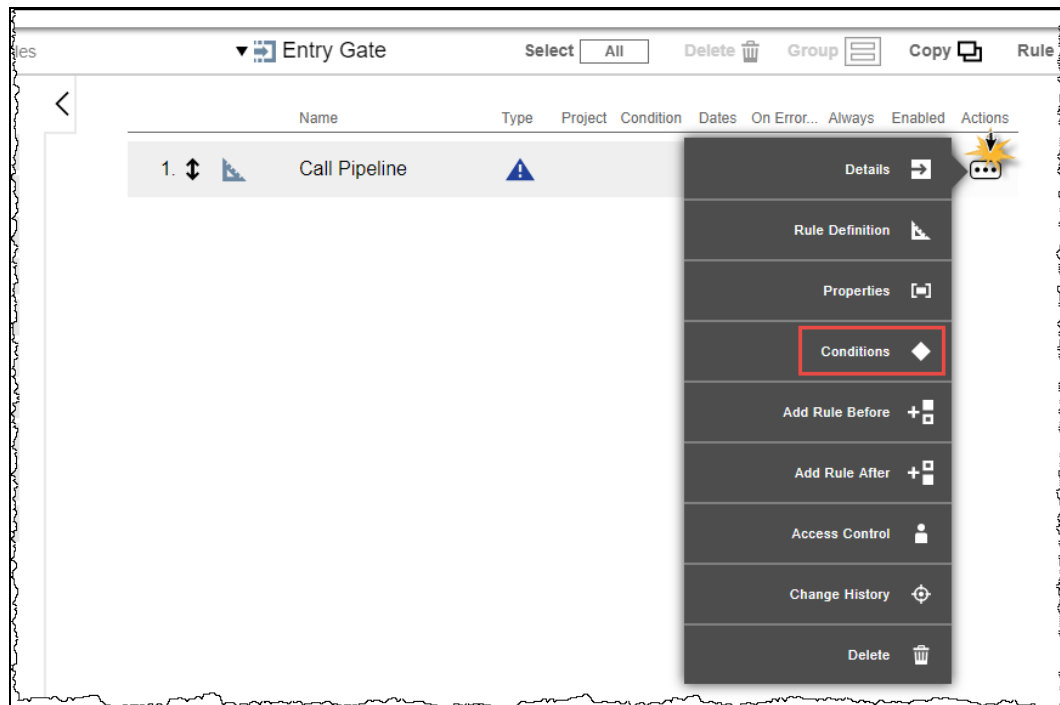 Entry Gate Select All Delete Group Copy Rule
Name Type Project Condition Dates On Error... Always Enabled Actions
1. Call Pipeline
Details
Rule Definition
Properties
Conditions
Add Rule Before
Add Rule After
Access Control
Change History
Delete